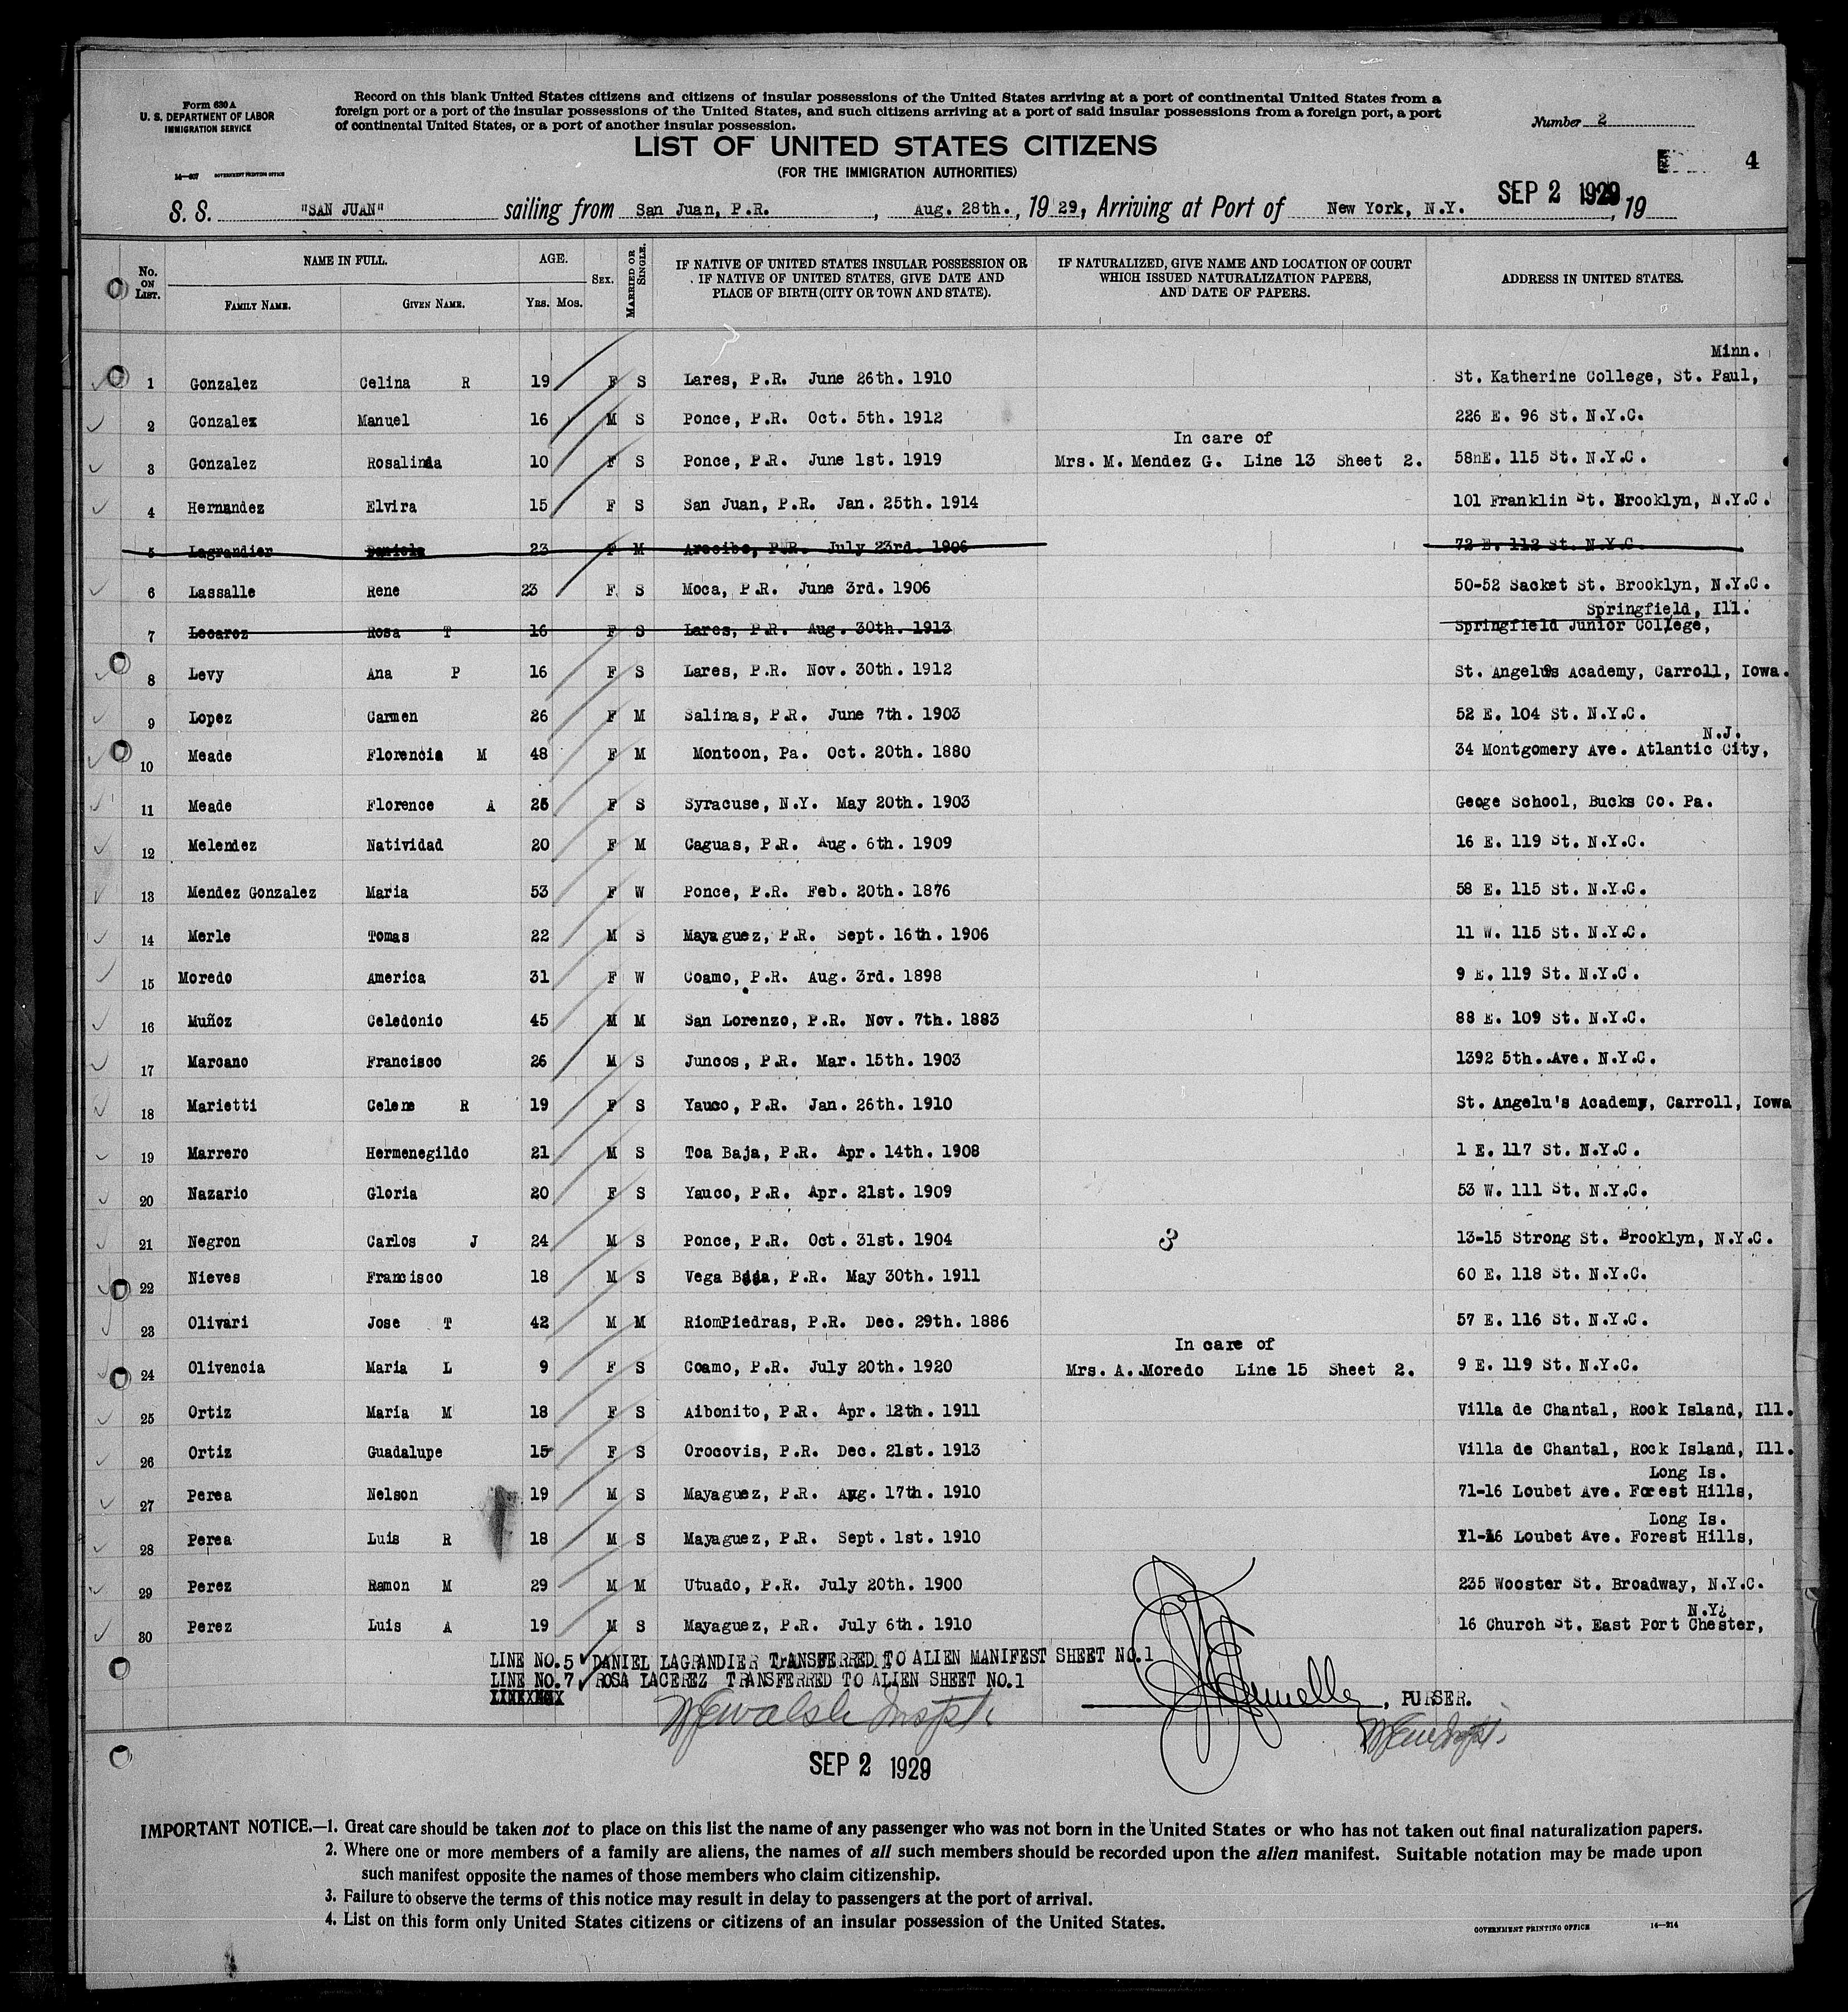 Form 630 A
U. S. DEPARTMENT OF LABOR
IMMIGRATION SERVICE
14—607 GOVERNMENT PRINTING OFFICE
Record on this blank United States citizens and citizens of insular possessions of the United States arriving at a port of continental United States from a
foreign port or a port of the insular possessions of the United States, and such citizens arriving at a port of said insular possessions from a foreign port, a port
of continental United States, or a port of another insular possession.
Number 2
LIST OF UNITED STATES CITIZENS
(FOR THE IMMIGRATION AUTHORITIES)
4
S. S. "SAN JUAN" sailing from San Juan, P.R. , Aug. 28th. , 19 29, Arriving at Port of New York, N.Y. SEP 2 1929 , 19
No. ON LIST. NAME IN FULL. FAMILY NAME. GIVEN NAME. AGE. YRS. MOS. SEX. MARRIED OR SINGLE. IF NATIVE OF UNITED STATES INSULAR POSSESSION OR IF NATIVE OF UNITED STATES, GIVE DATE AND PLACE OF BIRTH (CITY OR TOWN AND STATE). IF NATURALIZED, GIVE NAME AND LOCATION OF COURT WHICH ISSUED NATURALIZATION PAPERS, AND DATE OF PAPERS. ADDRESS IN UNITED STATES.
Minn.
1 Gonzalez Celina R 19 F S Lares, P.R. June 26th. 1910 St. Katherine College, St. Paul,
2 Gonzalez Manuel 16 M S Ponce, P.R. Oct. 5th. 1912 226 E. 96 St. N.Y.C.
In care of
3 Gonzalez Rosalinda 10 F S Ponce, P.R. June 1st. 1919 Mrs. M. Mendez G. Line 13 Sheet 2. 58nE. 115 St. N.Y.C.
4 Hernandez Elvira 15 F S San Juan, P.R. Jan. 25th. 1914 101 Franklin St. Brooklyn, N.Y.C.
5 Lagrandier Daniela 23 F M Arecibo, P.R. July 23rd. 1906 72 E. 112 St. N.Y.C.
6 Lassalle Rene 23 F S Moca, P.R. June 3rd. 1906 50-52 Sacket St. Brooklyn, N.Y.C.
Springfield, Ill.
7 Lecaroz Rosa T 16 F S Lares, P.R. Aug. 30th. 1913 Springfield Junior College,
8 Levy Ana P 16 F S Lares, P.R. Nov. 30th. 1912 St. Angelus Academy, Carroll, Iowa.
9 Lopez Carmen 26 F M Salinas, P.R. June 7th. 1903 52 E. 104 St. N.Y.C.
N.J.
10 Meade Florencia M 48 F M Montoon, Pa. Oct. 20th. 1880 34 Montgomery Ave. Atlantic City,
11 Meade Florence A 26 F S Syracuse, N.Y. May 20th. 1903 Geoge School, Bucks Co. Pa.
12 Melendez Natividad 20 F M Caguas, P.R. Aug. 6th. 1909 16 E. 119 St. N.Y.C.
13 Mendez Gonzalez Maria 53 F W Ponce, P.R. Feb. 20th. 1876 58 E. 115 St. N.Y.C.
14 Merle Tomas 22 M S Mayaguez, P.R. Sept. 16th. 1906 11 W. 115 St. N.Y.C.
15 Moredo America 31 F W Coamo, P.R. Aug. 3rd. 1898 9 E. 119 St. N.Y.C.
16 Muñoz Celedonio 45 M M San Lorenzo, P.R. Nov. 7th. 1883 88 E. 109 St. N.Y.C.
17 Marcano Francisco 26 M S Juncos, P.R. Mar. 15th. 1903 1392 5th. Ave. N.Y.C.
18 Marietti Celene R 19 F S Yauco, P.R. Jan. 26th. 1910 St. Angelu's Academy, Carroll, Iowa
19 Marrero Hermenegildo 21 M S Toa Baja, P.R. Apr. 14th. 1908 1 E. 117 St. N.Y.C.
20 Nazario Gloria 20 F S Yauco, P.R. Apr. 21st. 1909 53 W. 111 St. N.Y.C.
21 Negron Carlos J 24 M S Ponce, P.R. Oct. 31st. 1904 3 13-15 Strong St. Brooklyn, N.Y.C.
22 Nieves Francisco 18 M S Vega Baja, P.R. May 30th. 1911 60 E. 118 St. N.Y.C.
23 Olivari Jose T 42 M M RiomPiedras, P.R. Dec. 29th. 1886 57 E. 116 St. N.Y.C.
In care of
24 Olivencia Maria L 9 F S Coamo, P.R. July 20th. 1920 Mrs. A. Moredo Line 15 Sheet 2. 9 E. 119 St. N.Y.C.
25 Ortiz Maria M 18 F S Aibonito, P.R. Apr. 12th. 1911 Villa de Chantal, Rock Island, Ill.
26 Ortiz Guadalupe 15 F S Orocovis, P.R. Dec. 21st. 1913 Villa de Chantal, Rock Island, Ill.
Long Is.
27 Perea Nelson 19 M S Mayaguez, P.R. Aug. 17th. 1910 71-16 Loubet Ave. Forest Hills,
Long Is.
28 Perea Luis R 18 M S Mayaguez, P.R. Sept. 1st. 1910 71-16 Loubet Ave. Forest Hills,
29 Perez Ramon M 29 M M Utuado, P.R. July 20th. 1900 235 Wooster St. Broadway, N.Y.C.
N.Y.
30 Perez Luis A 19 M S Mayaguez, P.R. July 6th. 1910 16 Church St. East Port Chester,
LINE NO.5 DANIEL LAGRANDIER TRANSFERRED TO ALIEN MANIFEST SHEET NO.1
LINE NO.7 ROSA LACEREZ TRANSFERRED TO ALIEN SHEET NO.1
, PURSER.
Walsh Inspt.
SEP 2 1929
IMPORTANT NOTICE.—1. Great care should be taken not to place on this list the name of any passenger who was not born in the United States or who has not taken out final naturalization papers.
2. Where one or more members of a family are aliens, the names of all such members should be recorded upon the alien manifest. Suitable notation may be made upon
such manifest opposite the names of those members who claim citizenship.
3. Failure to observe the terms of this notice may result in delay to passengers at the port of arrival.
4. List on this form only United States citizens or citizens of an insular possession of the United States.
GOVERNMENT PRINTING OFFICE 14—214